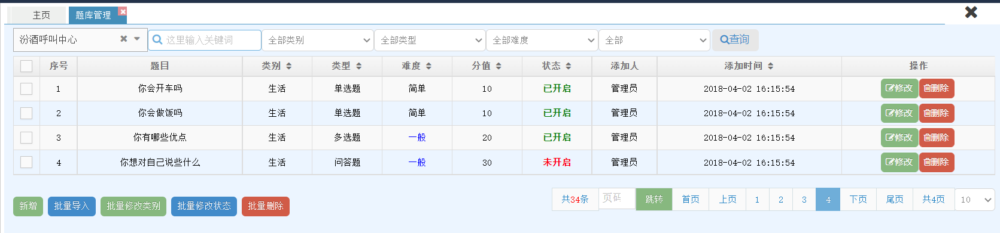 主页 题库管理
汾酒呼叫中心 这里输入关键词 全部类别 全部类型 全部难度 全部 查询
序号 题目 类别 类型 难度 分值 状态 添加人 添加时间 操作
1 你会开车吗 生活 单选题 简单 10 已开启 管理员 2018-04-02 16:15:54 修改 删除
2 你会做饭吗 生活 单选题 简单 10 已开启 管理员 2018-04-02 16:15:54 修改 删除
3 你有哪些优点 生活 多选题 一般 20 已开启 管理员 2018-04-02 16:15:54 修改 删除
4 你想对自己说些什么 生活 问答题 一般 30 未开启 管理员 2018-04-02 16:15:54 修改 删除
共34条 页码 跳转 首页 上页 1 2 3 4 下页 尾页 共4页 10
新增 批量导入 批量修改类别 批量修改状态 批量删除